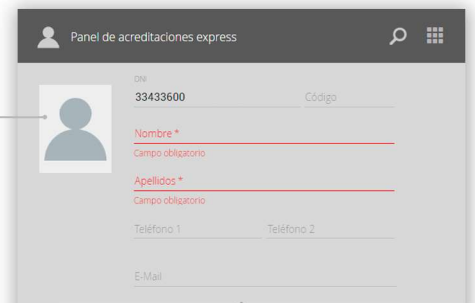 Panel de acreditaciones express
DNI
33433600 Código
Nombre *
Campo obligatorio
Apellidos *
Campo obligatorio
Teléfono 1 Teléfono 2
E-Mail